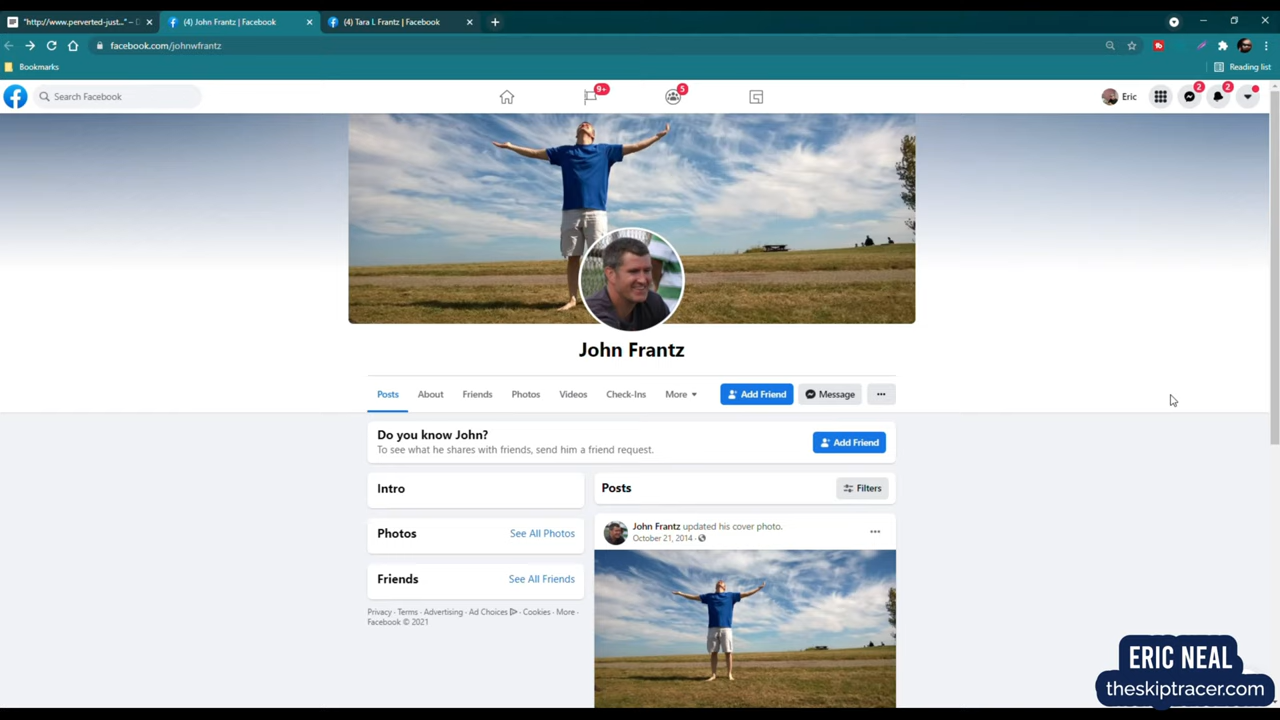 "http://www.perverted-just..." – D
(4) John Frantz | Facebook
(4) Tara L Frantz | Facebook
facebook.com/johnwfrantz
Bookmarks
Reading list
Search Facebook
9+
5
Eric
2
2
John Frantz
Posts
About
Friends
Photos
Videos
Check-Ins
More
Add Friend
Message
Do you know John?
To see what he shares with friends, send him a friend request.
Add Friend
Intro
Photos
See All Photos
Friends
See All Friends
Privacy · Terms · Advertising · Ad Choices · Cookies · More ·
Facebook © 2021
Posts
Filters
John Frantz updated his cover photo.
October 21, 2014 ·
ERIC NEAL
theskiptracer.com